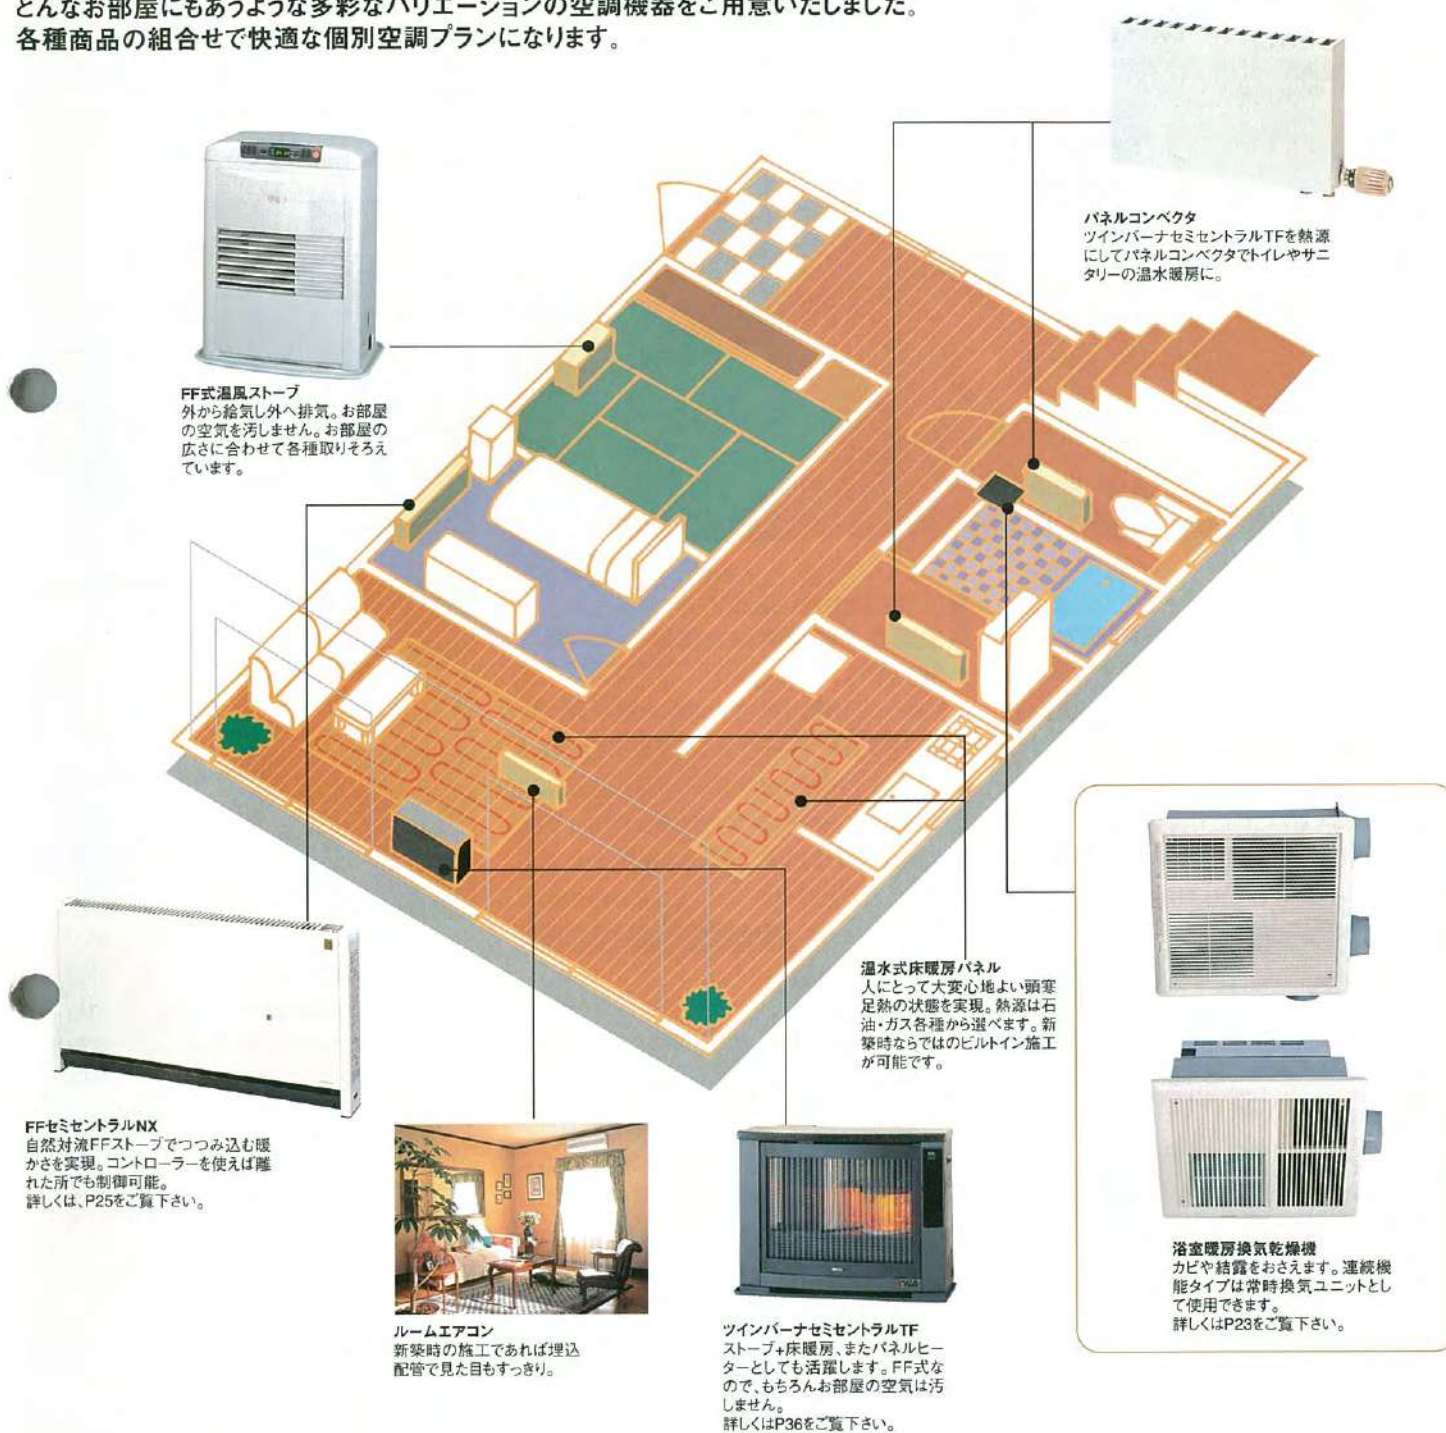 どんなお部屋にもあうような多彩なバリエーションの空調機器をご用意いたしました。
各種商品の組合せで快適な個別空調プランになります。
パネルコンベクタ
ツインバーナセミセントラルTFを熱源
にしてパネルコンベクタでトイレやサニ
タリーの温水暖房に。
FF式温風ストーブ
外から給気し外へ排気。お部屋
の空気を汚しません。お部屋の
広さに合わせて各種取りそろえ
ています。
温水式床暖房パネル
人にとって大変心地よい頭寒
足熱の状態を実現。熱源は石
油・ガス各種から選べます。新
築時ならではのビルトイン施工
が可能です。
FFセミセントラルNX
自然対流FFストーブでつつみ込む暖
かさを実現。コントローラーを使えば離
れた所でも制御可能。
詳しくは、P25をご覧下さい。
ルームエアコン
新築時の施工であれば埋込
配管で見た目もすっきり。
ツインバーナセミセントラルTF
ストーブ+床暖房、またパネルヒー
ターとしても活躍します。FF式な
ので、もちろんお部屋の空気は汚
しません。
詳しくはP36をご覧下さい。
浴室暖房換気乾燥機
カビや結露をおさえます。連続機
能タイプは常時換気ユニットとし
て使用できます。
詳しくはP23をご覧下さい。